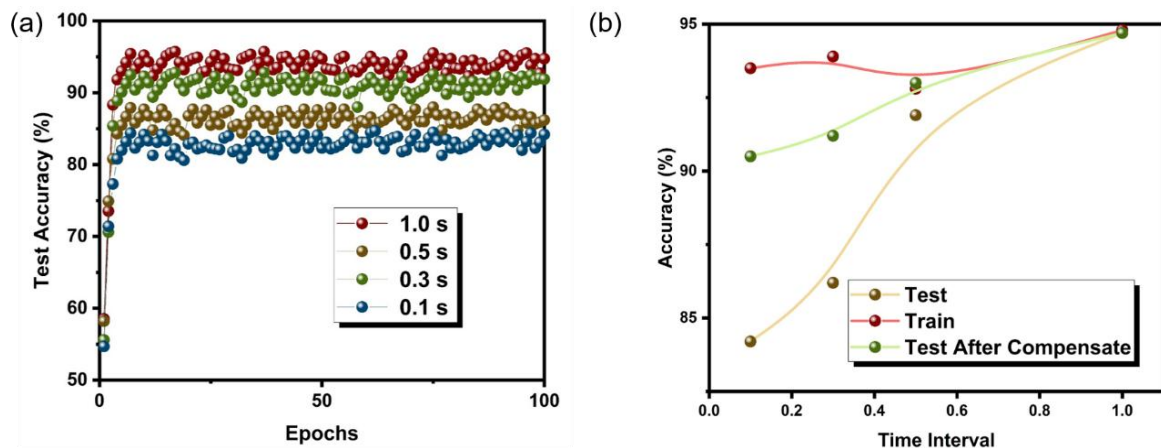 (a)
100
90
80
70
60
50
Test Accuracy (%)
1.0 s
0.5 s
0.3 s
0.1 s
0
50
100
Epochs
(b)
95
90
85
Accuracy (%)
Test
Train
Test After Compensate
0.0
0.2
0.4
0.6
0.8
1.0
Time Interval